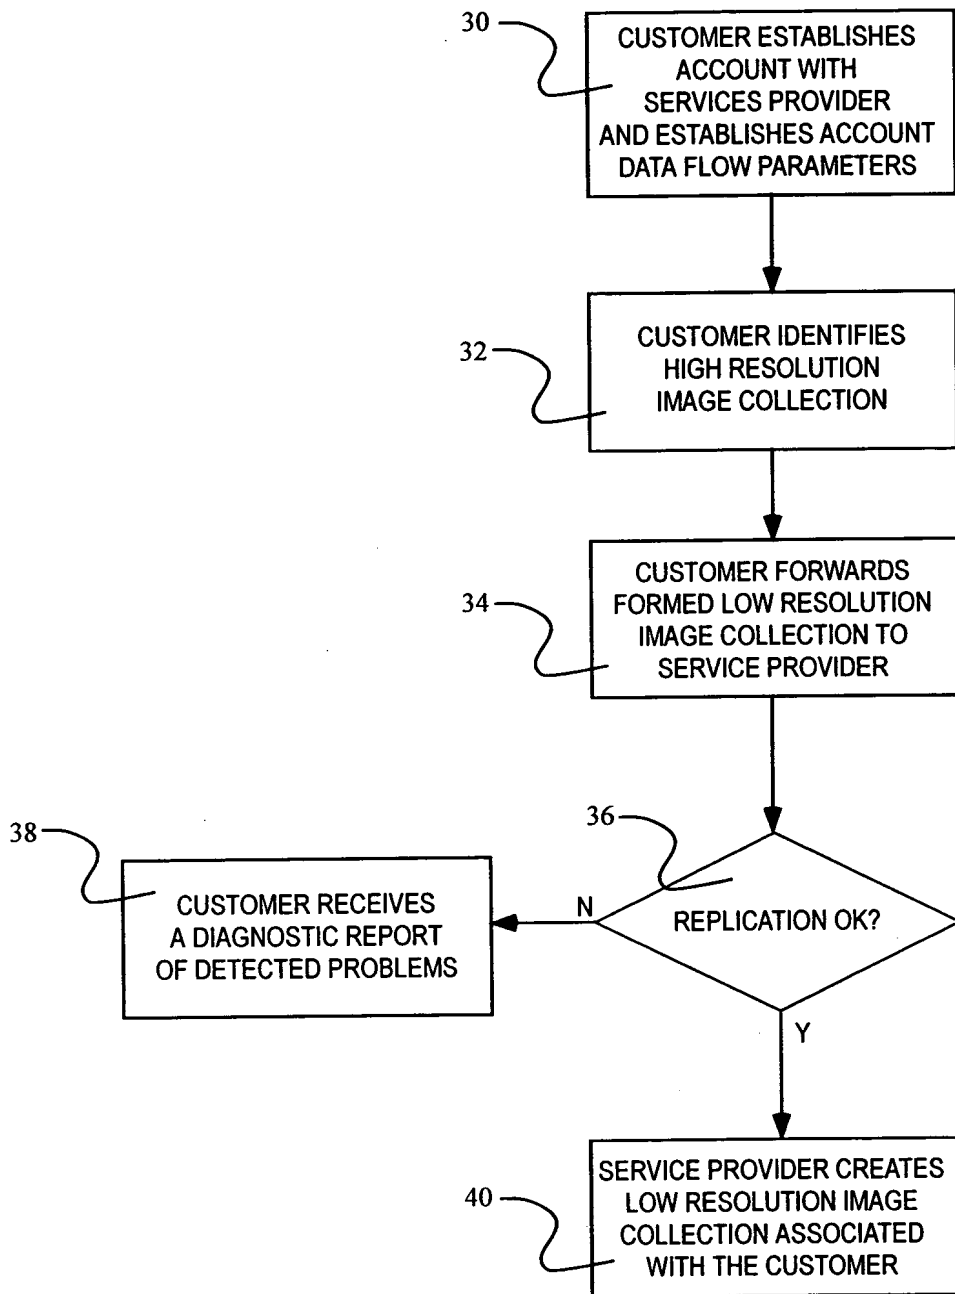 30
CUSTOMER ESTABLISHES
ACCOUNT WITH
SERVICES PROVIDER
AND ESTABLISHES ACCOUNT
DATA FLOW PARAMETERS
32
CUSTOMER IDENTIFIES
HIGH RESOLUTION
IMAGE COLLECTION
34
CUSTOMER FORWARDS
FORMED LOW RESOLUTION
IMAGE COLLECTION TO
SERVICE PROVIDER
36
REPLICATION OK?
N
38
CUSTOMER RECEIVES
A DIAGNOSTIC REPORT
OF DETECTED PROBLEMS
Y
40
SERVICE PROVIDER CREATES
LOW RESOLUTION IMAGE
COLLECTION ASSOCIATED
WITH THE CUSTOMER